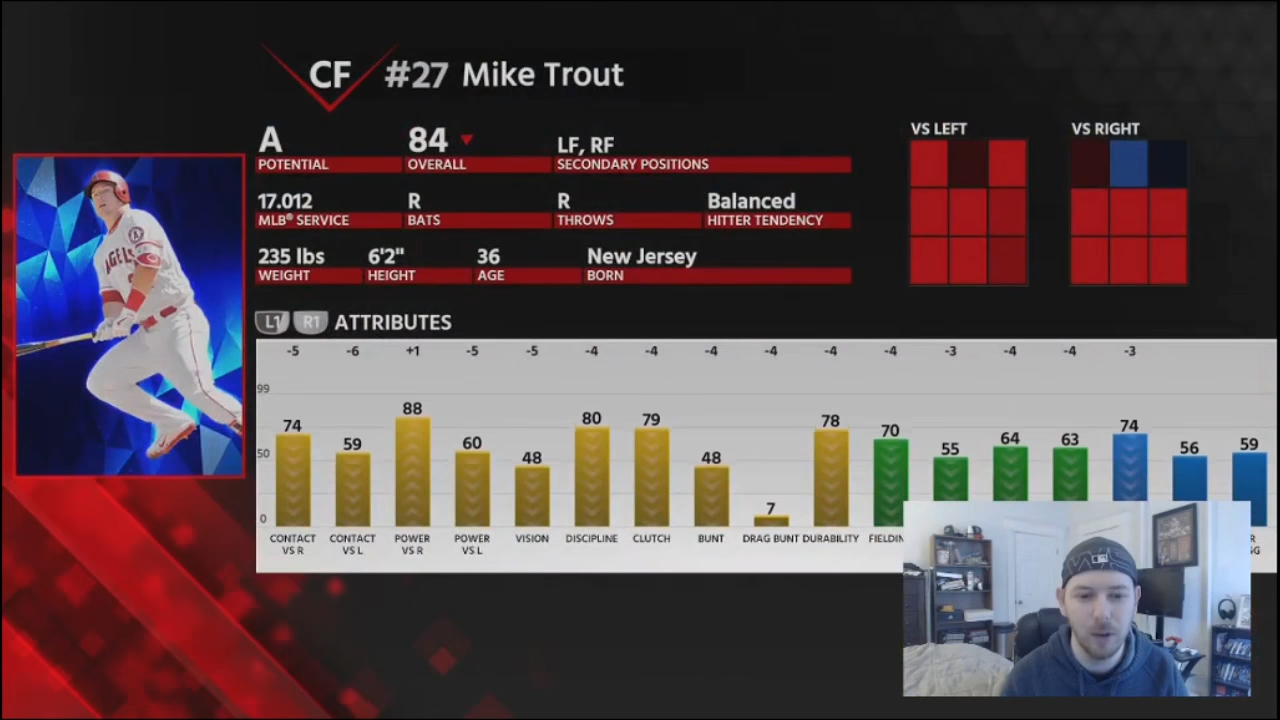 CF #27 Mike Trout
A 84 LF, RF
POTENTIAL OVERALL SECONDARY POSITIONS
17.012 R R Balanced
MLB® SERVICE BATS THROWS HITTER TENDENCY
235 lbs 6'2" 36 New Jersey
WEIGHT HEIGHT AGE BORN
VS LEFT VS RIGHT
ANGELS
L1 R1 ATTRIBUTES
-5 -6 +1 -5 -5 -4 -4 -4 -4 -4 -4 -3 -4 -4 -3
99
50
0
74 59 88 60 48 80 79 48 7 78 70 55 64 63 74 56 59
CONTACT VS R
CONTACT VS L
POWER VS R
POWER VS L
VISION
DISCIPLINE
CLUTCH
BUNT
DRAG BUNT
DURABILITY
FIELDIN